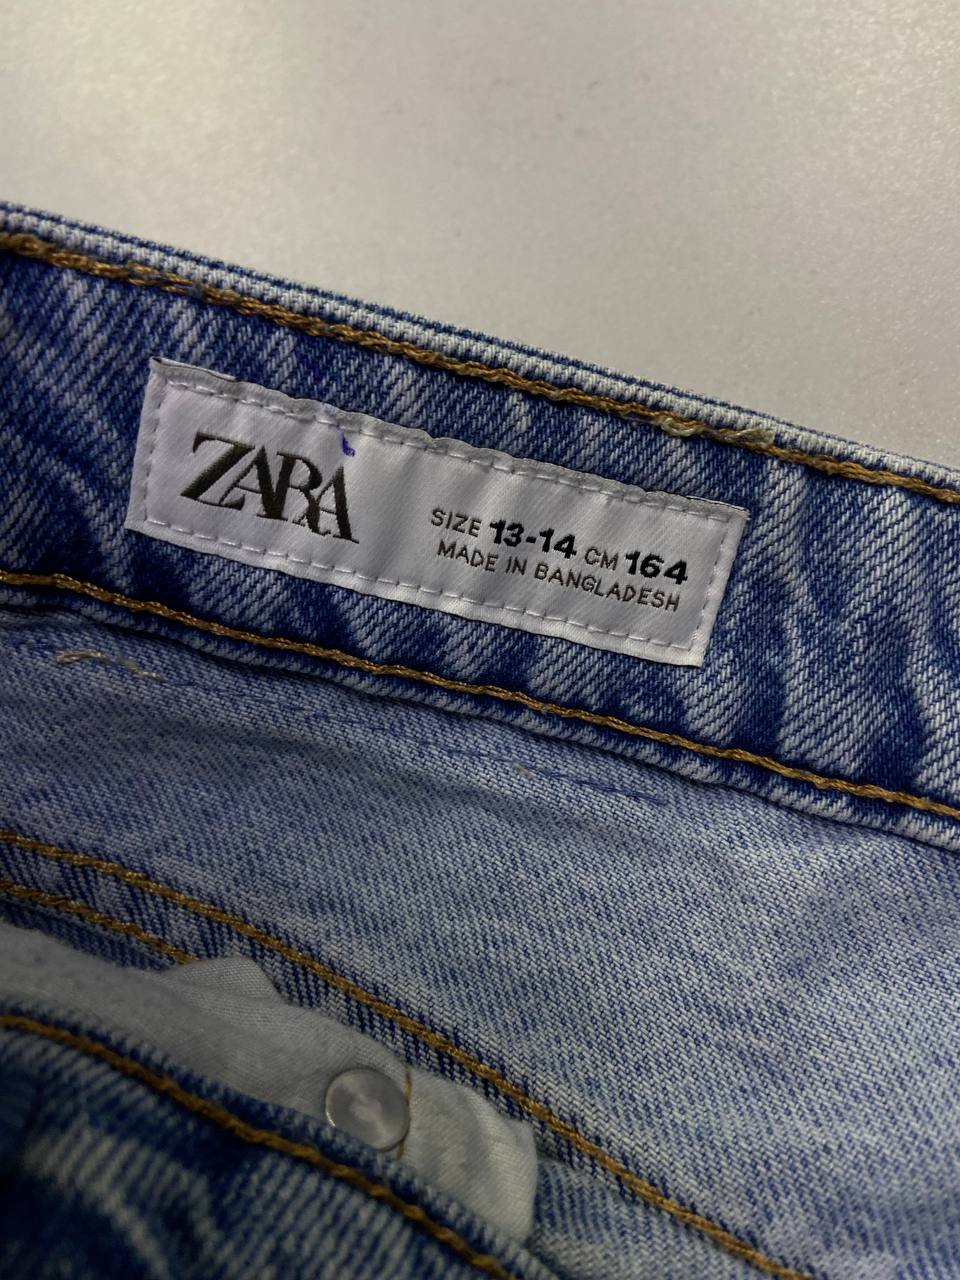 ZARA
SIZE 13-14 CM 164
MADE IN BANGLADESH